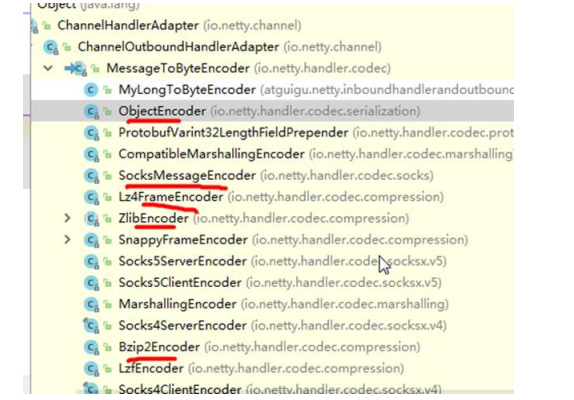 Object (java.lang)
ChannelHandlerAdapter (io.netty.channel)
ChannelOutboundHandlerAdapter (io.netty.channel)
MessageToByteEncoder (io.netty.handler.codec)
MyLongToByteEncoder (atguigu.netty.inboundhandlerandoutbounc
ObjectEncoder (io.netty.handler.codec.serialization)
ProtobufVarint32LengthFieldPrepender (io.netty.handler.codec.prot
CompatibleMarshallingEncoder (io.netty.handler.codec.marshalling
SocksMessageEncoder (io.netty.handler.codec.socks)
Lz4FrameEncoder (io.netty.handler.codec.compression)
ZlibEncoder (io.netty.handler.codec.compression)
SnappyFrameEncoder (io.netty.handler.codec.compression)
Socks5ServerEncoder (io.netty.handler.codec.socksx.v5)
Socks5ClientEncoder (io.netty.handler.codec.socksx.v5)
MarshallingEncoder (io.netty.handler.codec.marshalling)
Socks4ServerEncoder (io.netty.handler.codec.socksx.v4)
Bzip2Encoder (io.netty.handler.codec.compression)
LzfEncoder (io.netty.handler.codec.compression)
Socks4ClientEncoder (io.netty.handler.codec.socksx.v4)